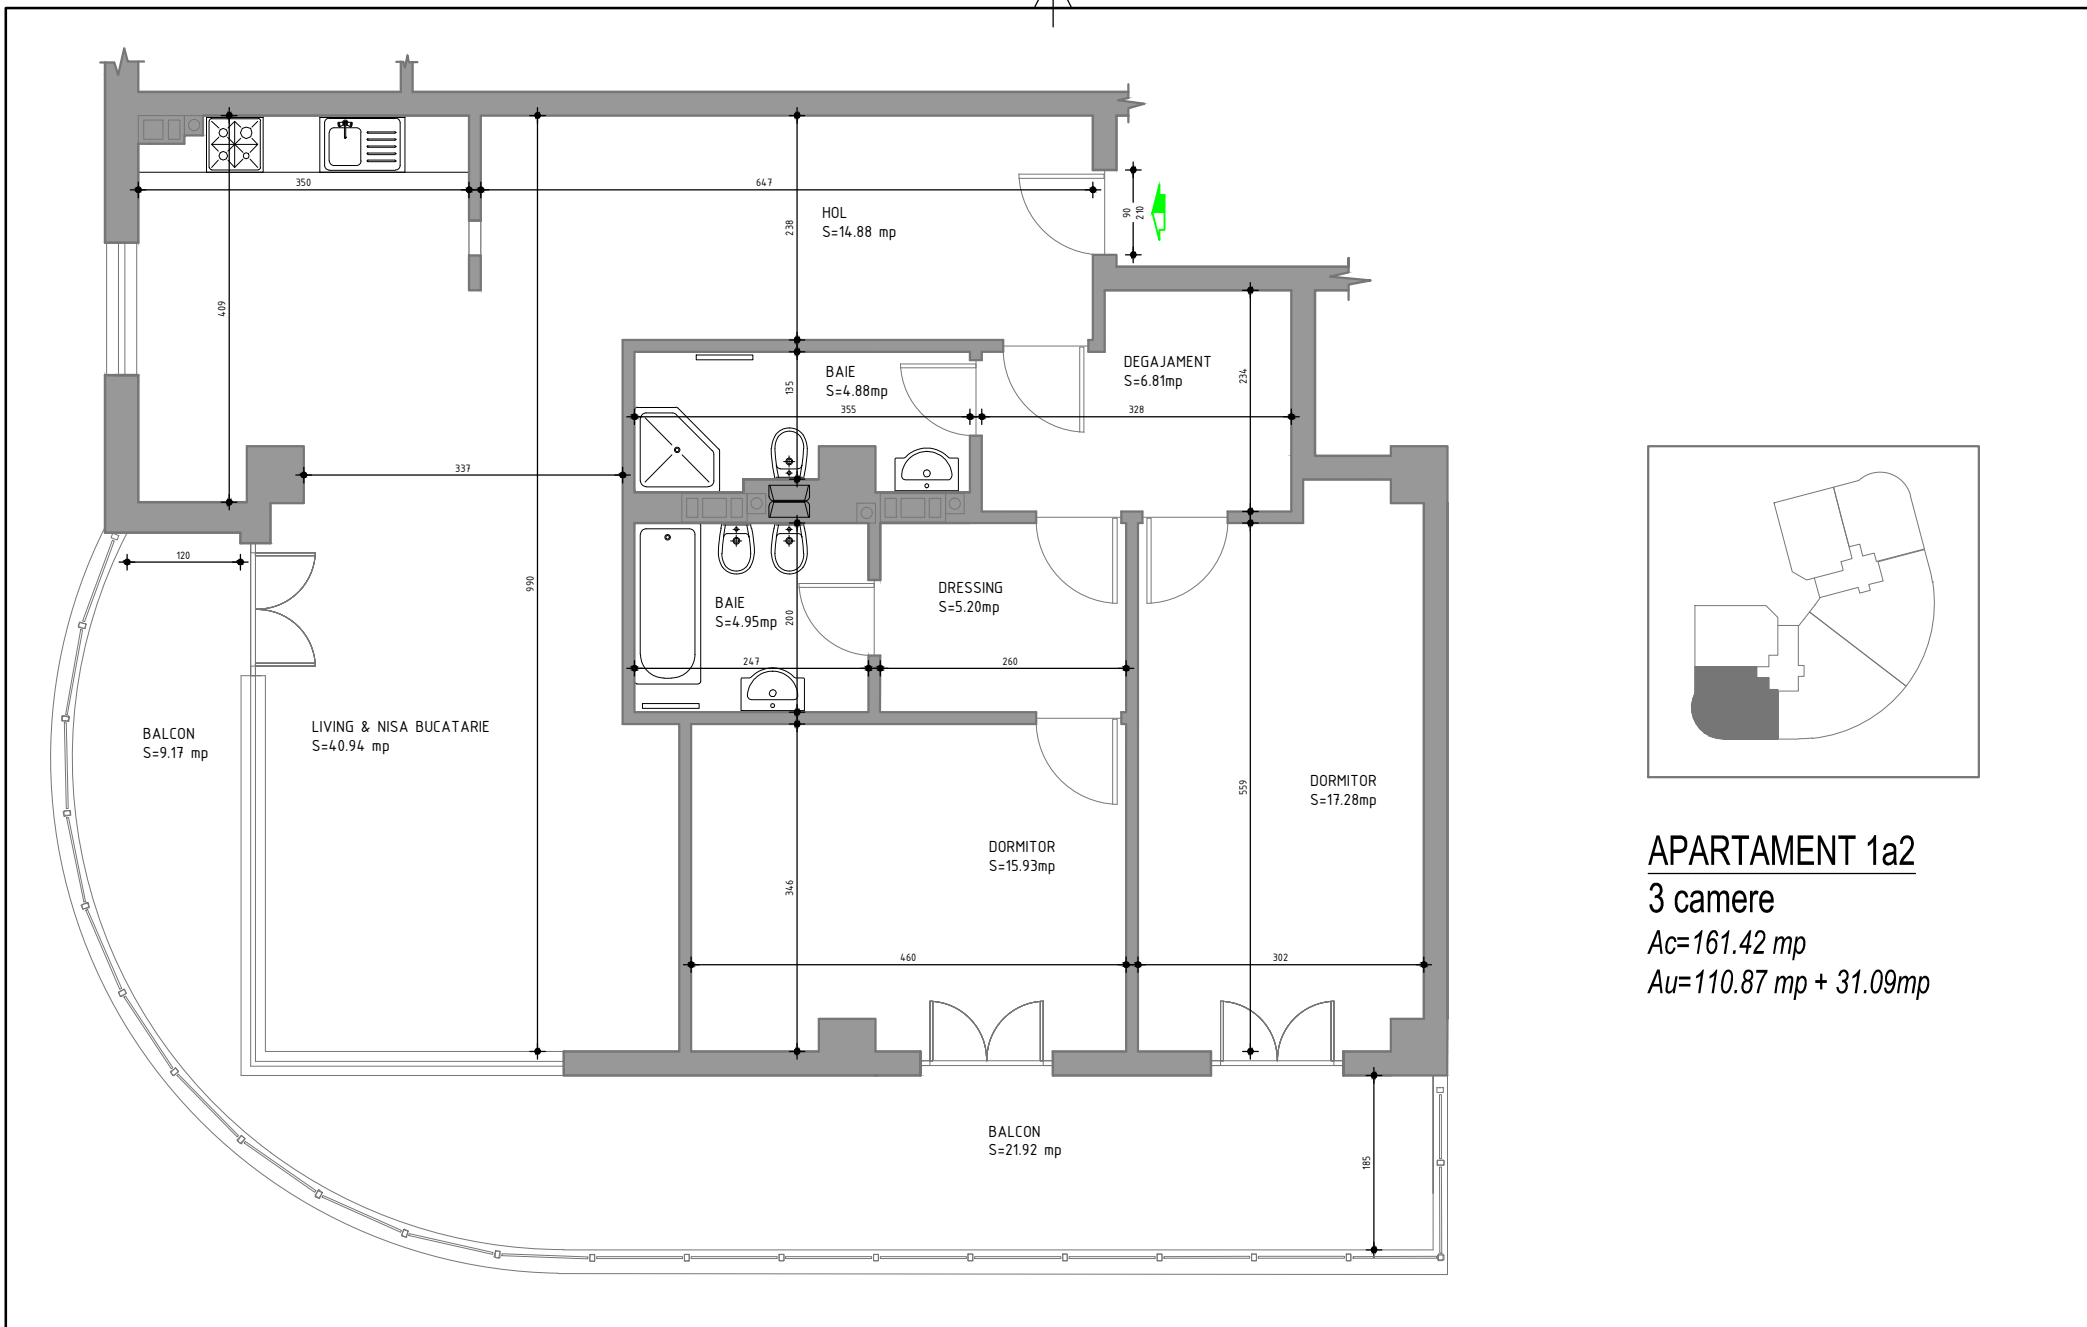 350
647
HOL
S=14.88 mp
238
90
210
409
BAIE
S=4.88mp
135
355
DEGAJAMENT
S=6.81mp
234
328
337
120
990
DRESSING
S=5.20mp
BAIE
S=4.95mp
200
247
260
BALCON
S=9.17 mp
LIVING & NISA BUCATARIE
S=40.94 mp
DORMITOR
S=17.28mp
559
DORMITOR
S=15.93mp
346
460
302
BALCON
S=21.92 mp
185
APARTAMENT 1a2
3 camere
Ac=161.42 mp
Au=110.87 mp + 31.09mp